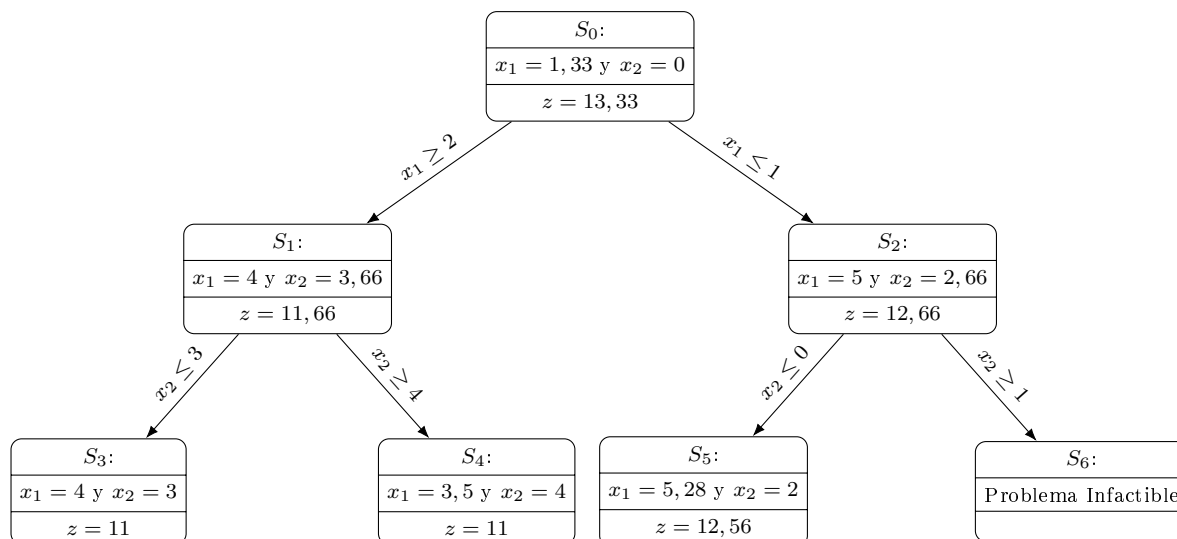 S₀:
x₁ = 1,33 y x₂ = 0
z = 13,33
x₁ ≥ 2
x₁ ≤ 1
S₁:
x₁ = 4 y x₂ = 3,66
z = 11,66
S₂:
x₁ = 5 y x₂ = 2,66
z = 12,66
x₂ ≤ 3
x₂ ≥ 4
x₂ ≤ 0
x₂ ≥ 1
S₃:
x₁ = 4 y x₂ = 3
z = 11
S₄:
x₁ = 3,5 y x₂ = 4
z = 11
S₅:
x₁ = 5,28 y x₂ = 2
z = 12,56
S₆:
Problema Infactible